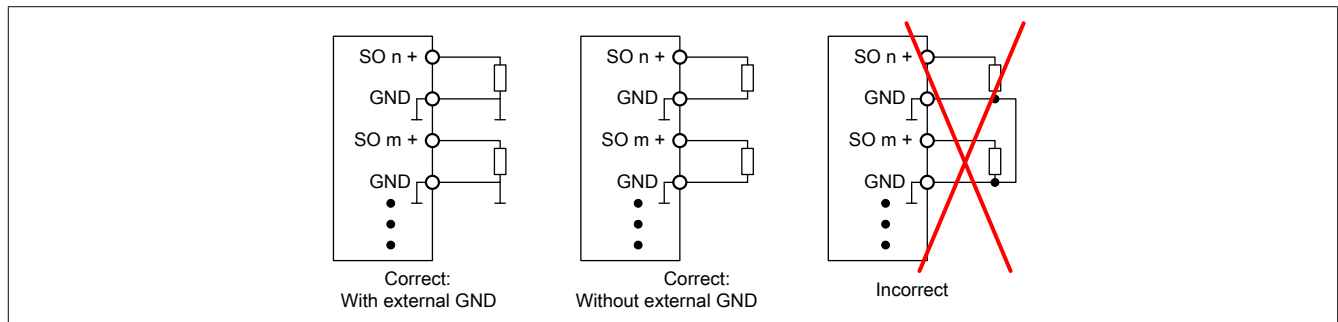 SO n +
GND
SO m +
GND
Correct:
With external GND
SO n +
GND
SO m +
GND
Correct:
Without external GND
SO n +
GND
SO m +
GND
Incorrect